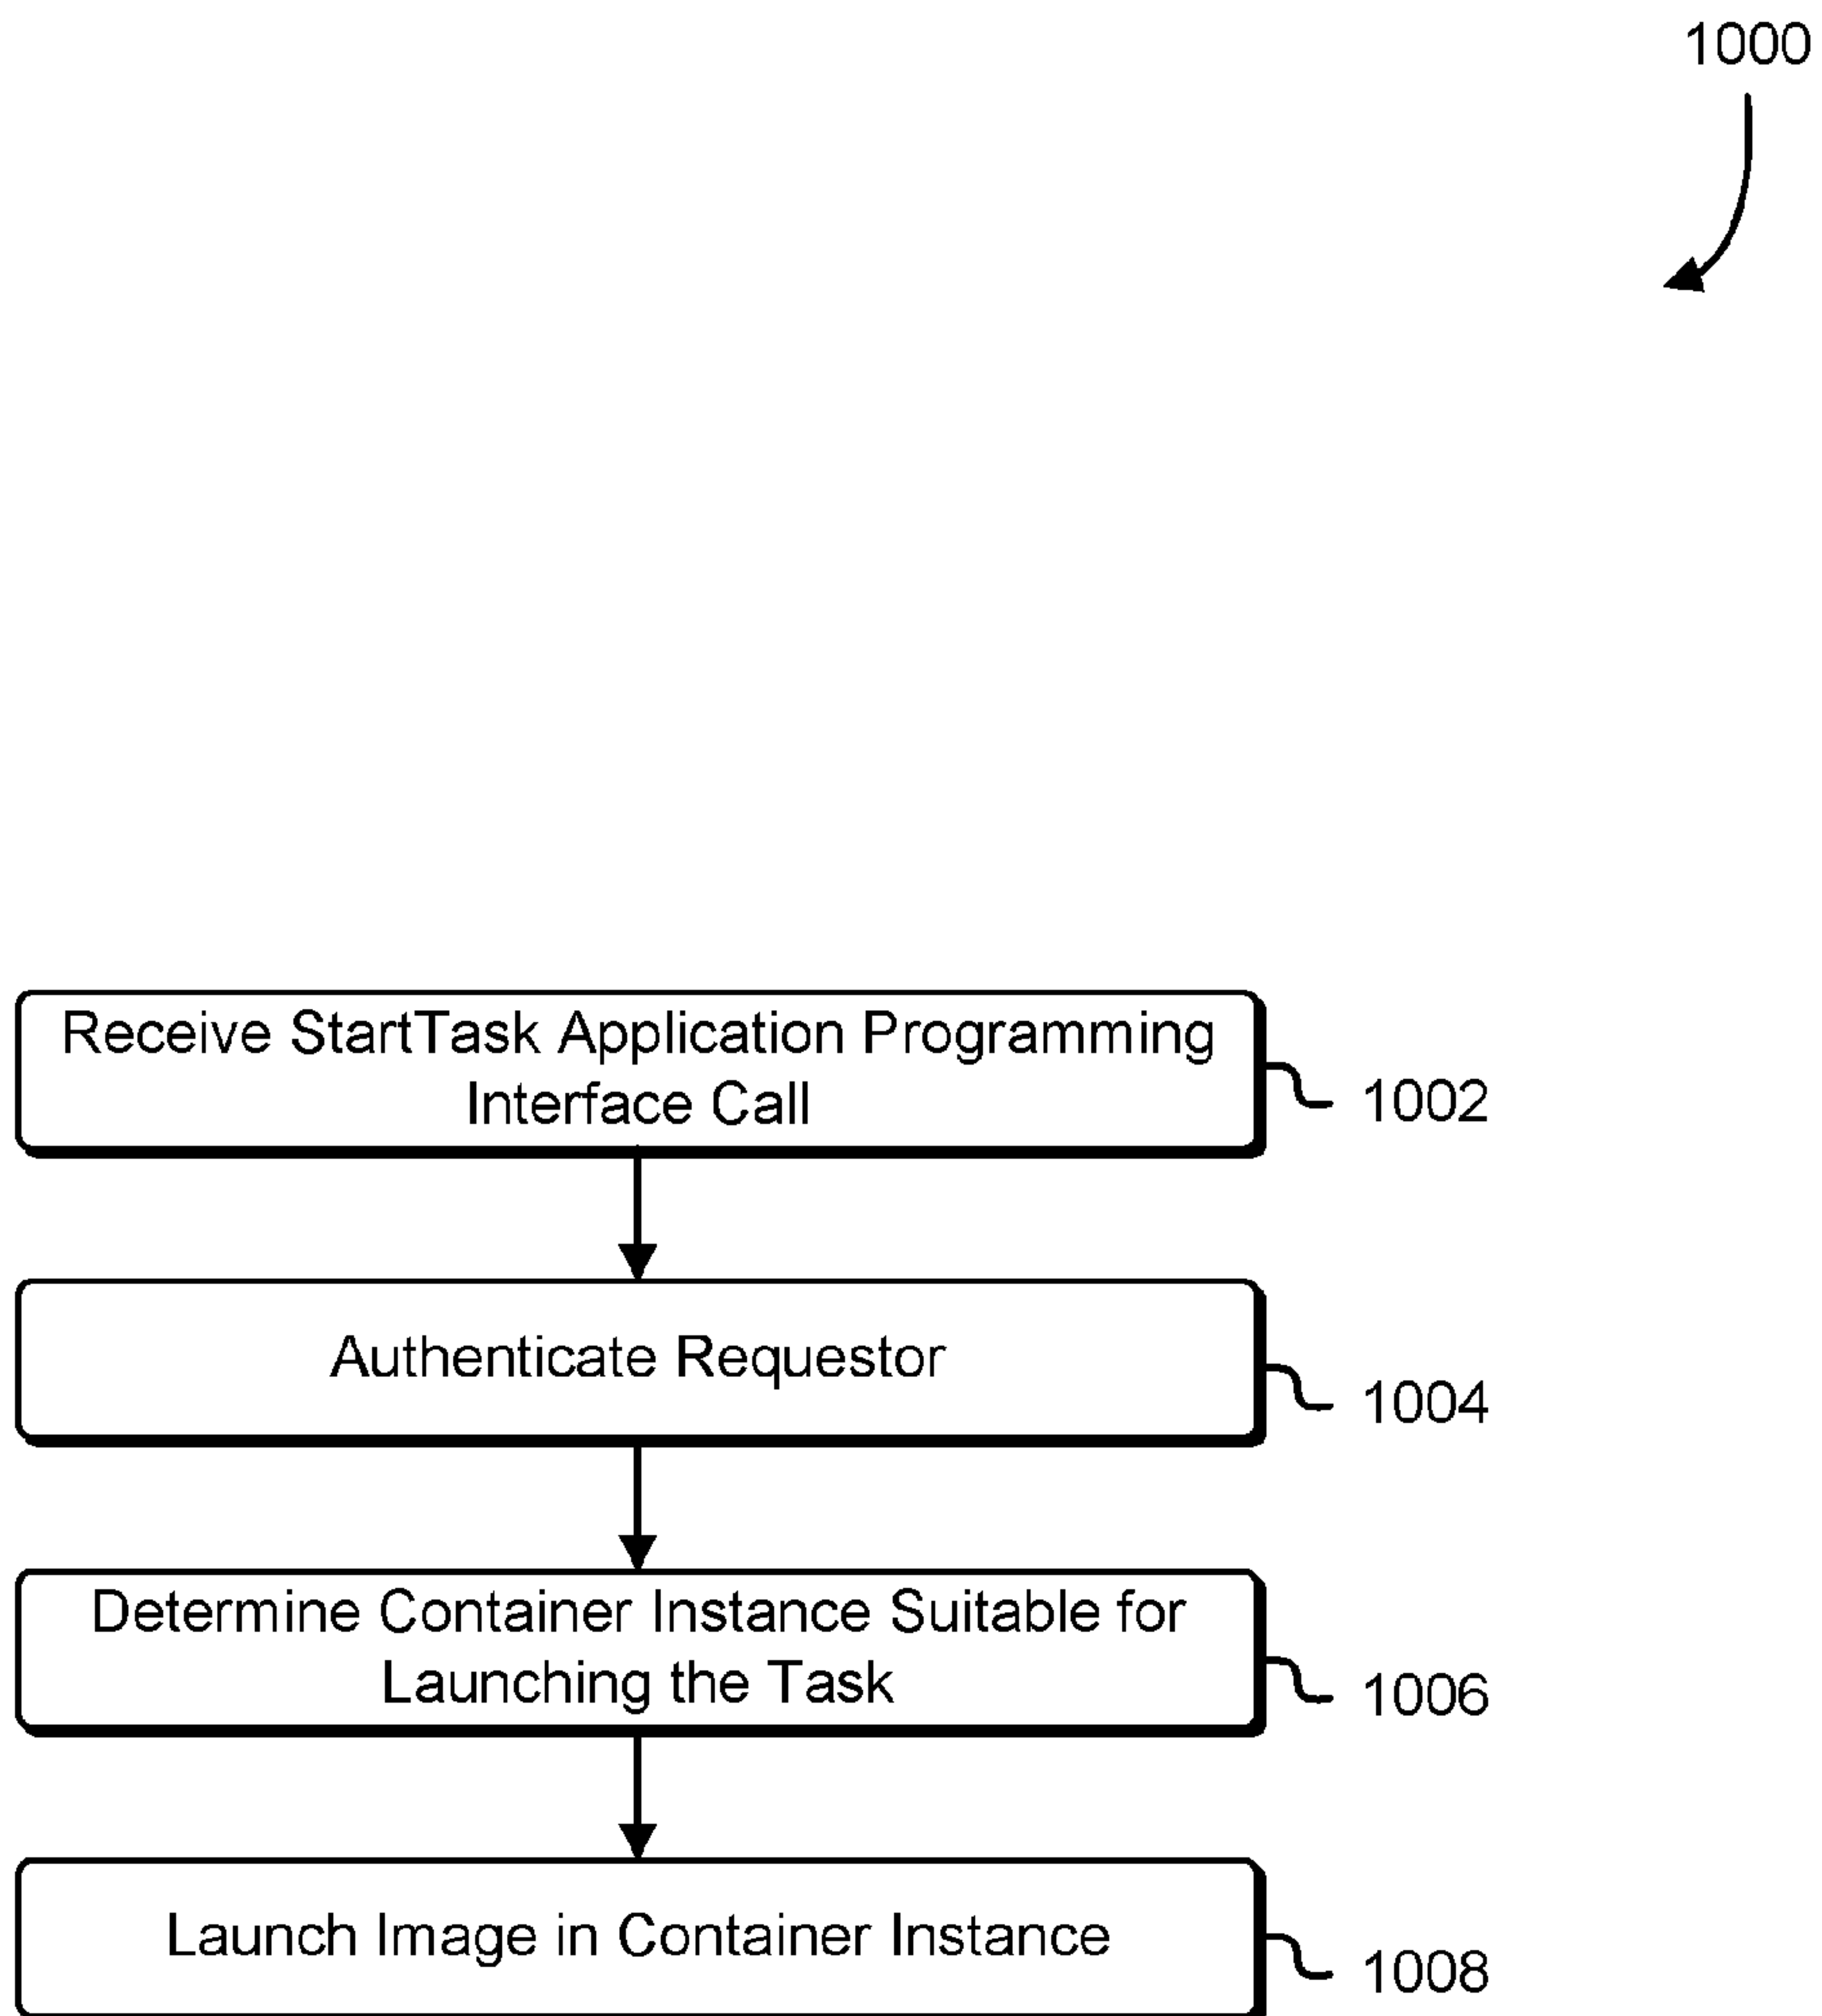 1000
Receive StartTask Application Programming
Interface Call
1002
Authenticate Requestor
1004
Determine Container Instance Suitable for
Launching the Task
1006
Launch Image in Container Instance
1008